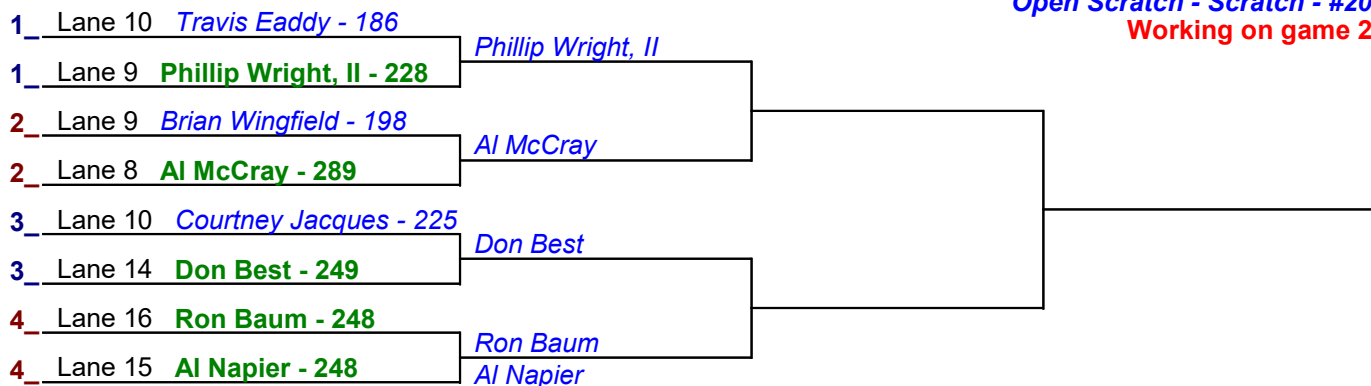 Open Scratch - Scratch - #20
Working on game 2
1_ Lane 10 Travis Eaddy - 186
Phillip Wright, II
1_ Lane 9 Phillip Wright, II - 228
2_ Lane 9 Brian Wingfield - 198
Al McCray
2_ Lane 8 Al McCray - 289
3_ Lane 10 Courtney Jacques - 225
Don Best
3_ Lane 14 Don Best - 249
4_ Lane 16 Ron Baum - 248
Ron Baum
4_ Lane 15 Al Napier - 248
Al Napier